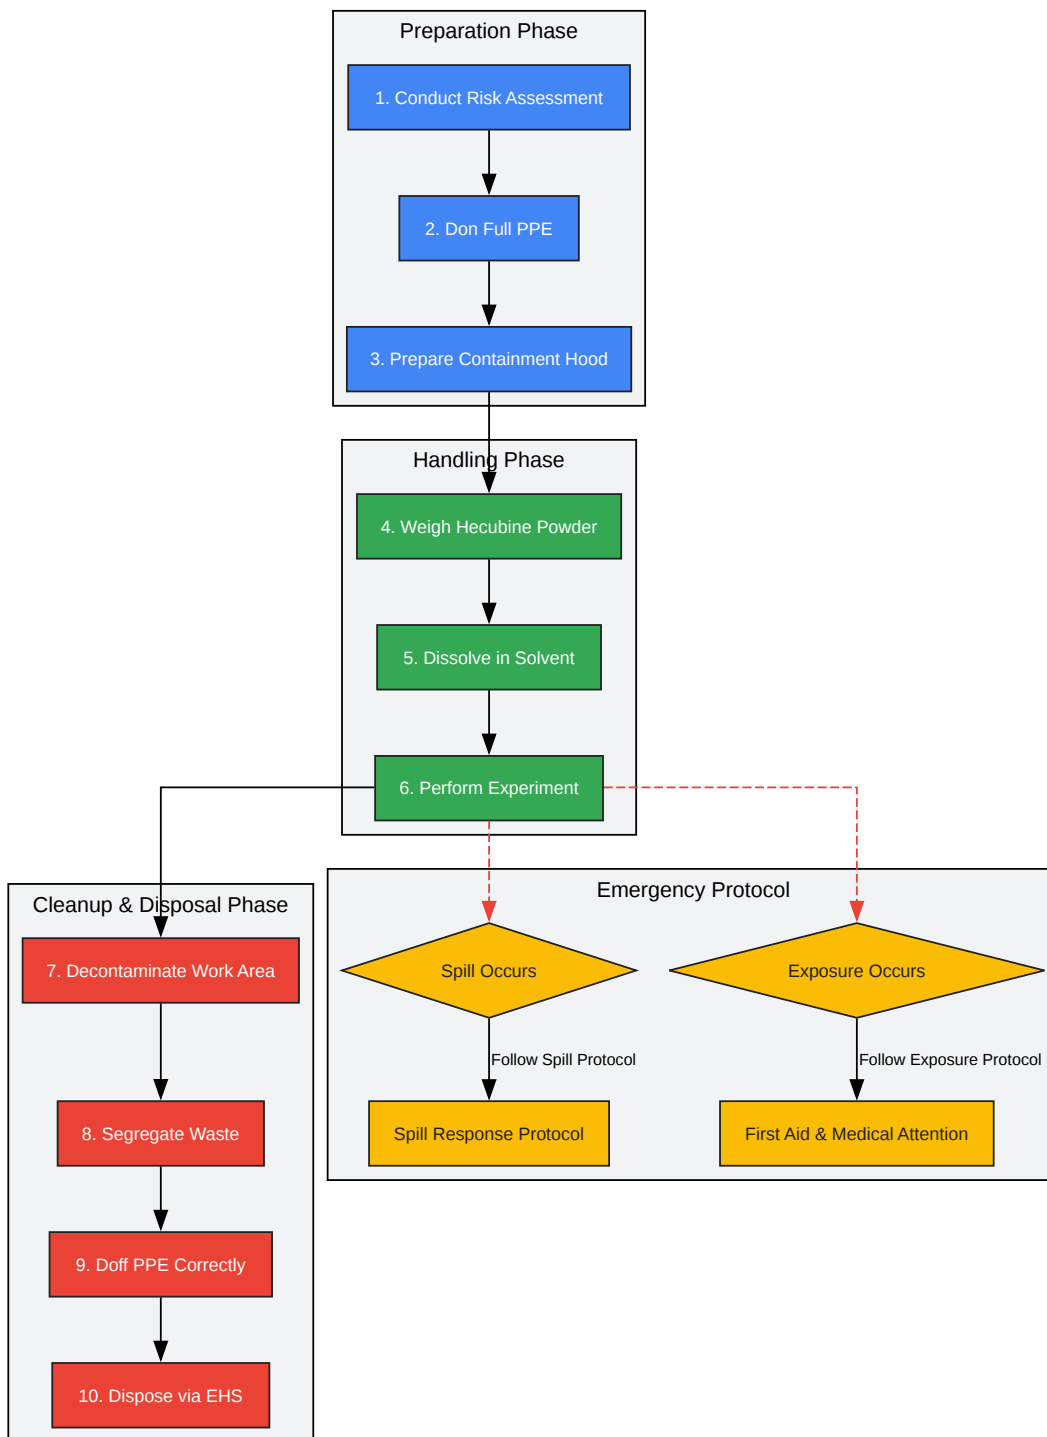 Preparation Phase
1. Conduct Risk Assessment
2. Don Full PPE
3. Prepare Containment Hood
Handling Phase
4. Weigh Hecubine Powder
5. Dissolve in Solvent
6. Perform Experiment
Cleanup & Disposal Phase
7. Decontaminate Work Area
8. Segregate Waste
9. Doff PPE Correctly
10. Dispose via EHS
Emergency Protocol
Spill Occurs
Follow Spill Protocol
Spill Response Protocol
Exposure Occurs
Follow Exposure Protocol
First Aid & Medical Attention